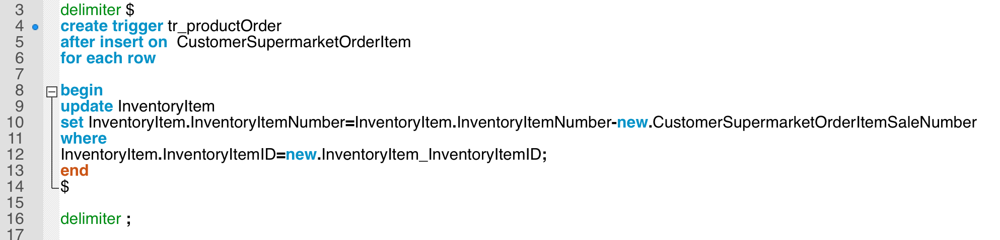 3 delimiter $
4 create trigger tr_productOrder
5 after insert on  CustomerSupermarketOrderItem
6 for each row
7
8 begin
9 update InventoryItem
10 set InventoryItem.InventoryItemNumber=InventoryItem.InventoryItemNumber-new.CustomerSupermarketOrderItemSaleNumber
11 where
12 InventoryItem.InventoryItemID=new.InventoryItem_InventoryItemID;
13 end
14 $
15
16 delimiter ;
17